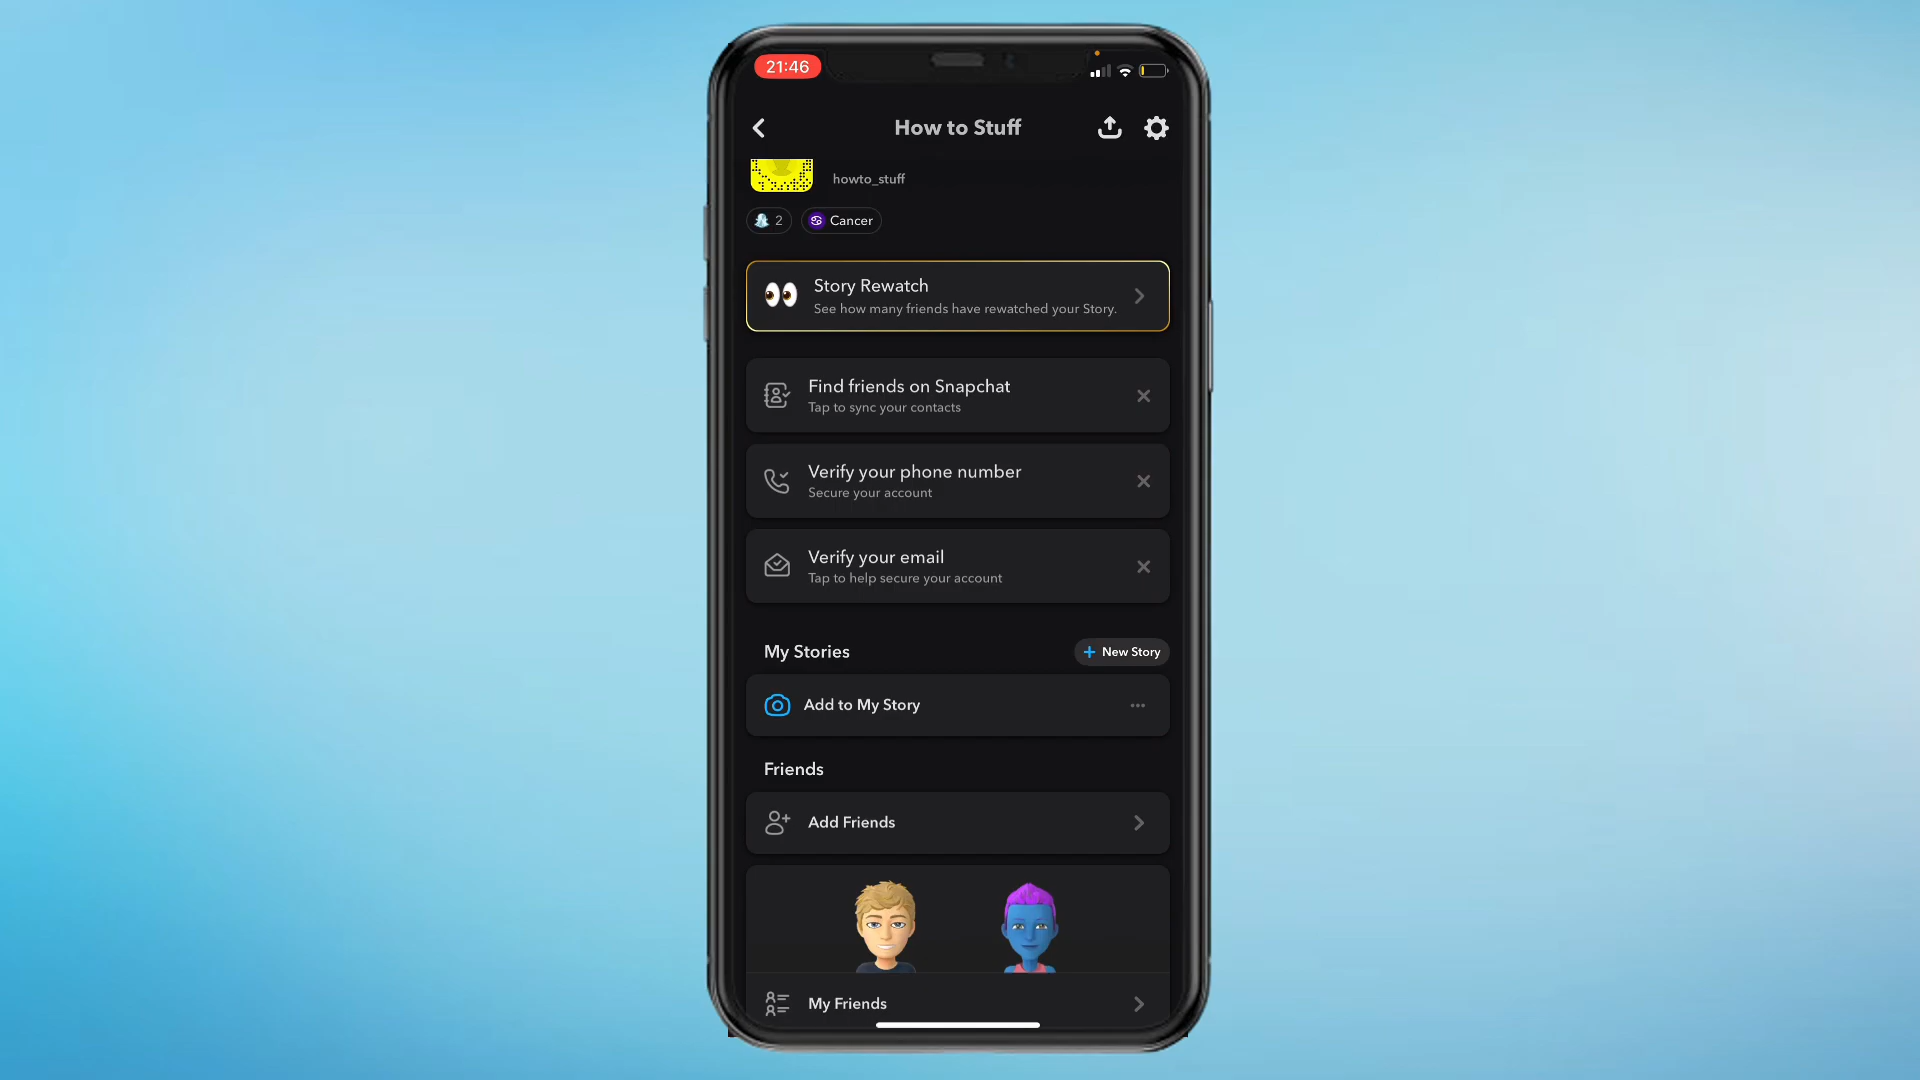 21:46
How to Stuff
howto_stuff
2
Cancer
Story Rewatch
See how many friends have rewatched your Story.
Find friends on Snapchat
Tap to sync your contacts
Verify your phone number
Secure your account
Verify your email
Tap to help secure your account
My Stories
+ New Story
Add to My Story
Friends
Add Friends
My Friends